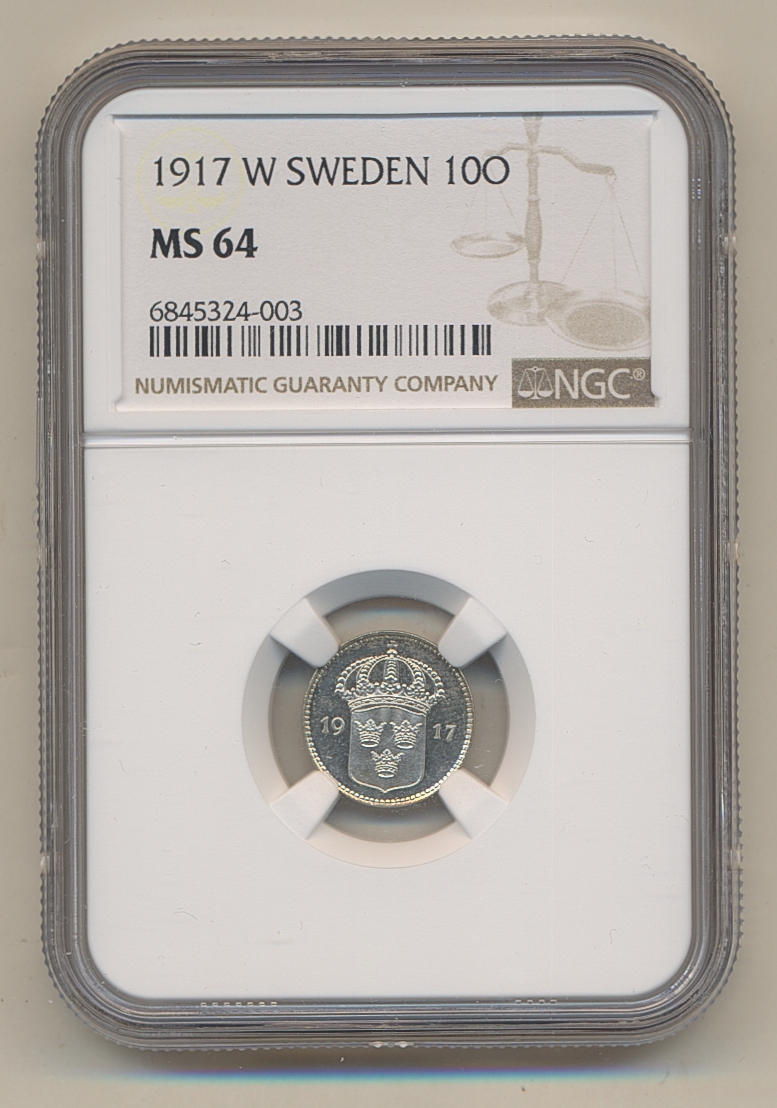 1917 W SWEDEN 10O
MS 64
6845324-003
NUMISMATIC GUARANTY COMPANY
NGC®
19 17